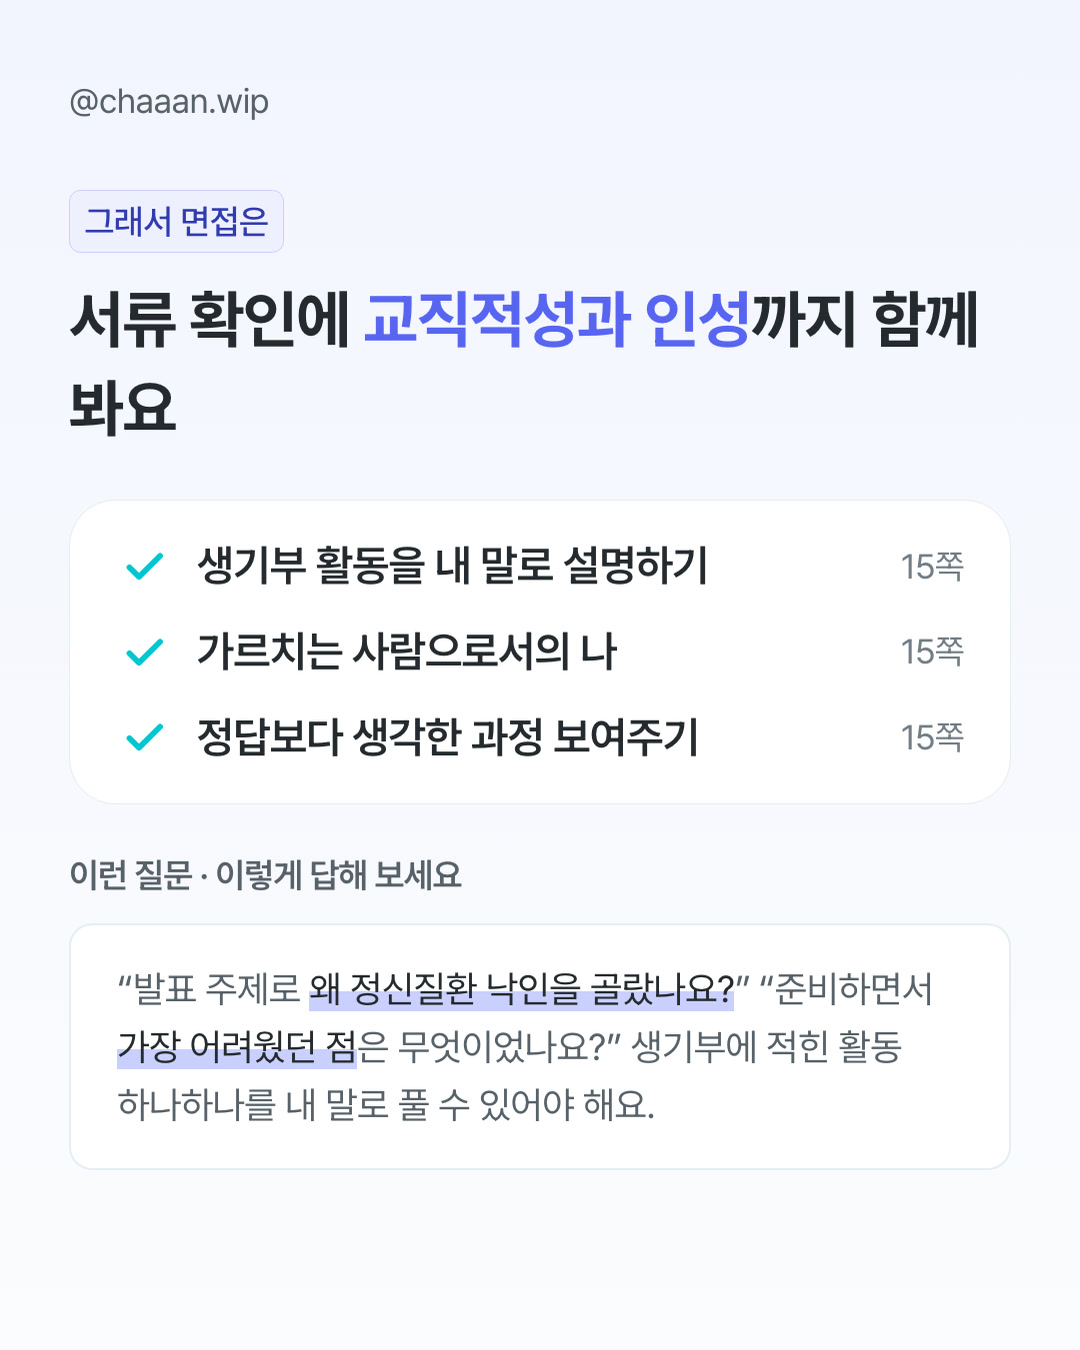 @chaaan.wip
그래서 면접은
서류 확인에 교직적성과 인성까지 함께
봐요
생기부 활동을 내 말로 설명하기 15쪽
가르치는 사람으로서의 나 15쪽
정답보다 생각한 과정 보여주기 15쪽
이런 질문 · 이렇게 답해 보세요
“발표 주제로 왜 정신질환 낙인을 골랐나요?” “준비하면서
가장 어려웠던 점은 무엇이었나요?” 생기부에 적힌 활동
하나하나를 내 말로 풀 수 있어야 해요.